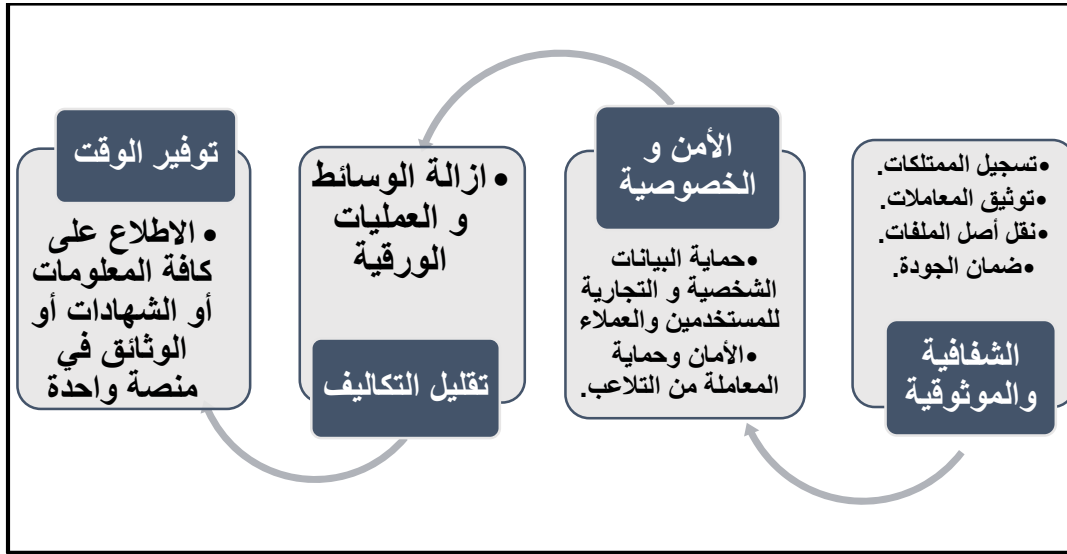 •تسجيل الممتلكات.
•توثيق المعاملات.
•نقل أصل الملفات.
•ضمان الجودة.
الشفافية
والموثوقية
الأمن و
الخصوصية
•حماية البيانات
الشخصية و التجارية
للمستخدمين والعملاء
•الأمان وحماية
المعاملة من التلاعب.
•ازالة الوسائط
و العمليات
الورقية
تقليل التكاليف
توفير الوقت
•الاطلاع على
كافة المعلومات
أو الشهادات أو
الوثائق في
منصة واحدة